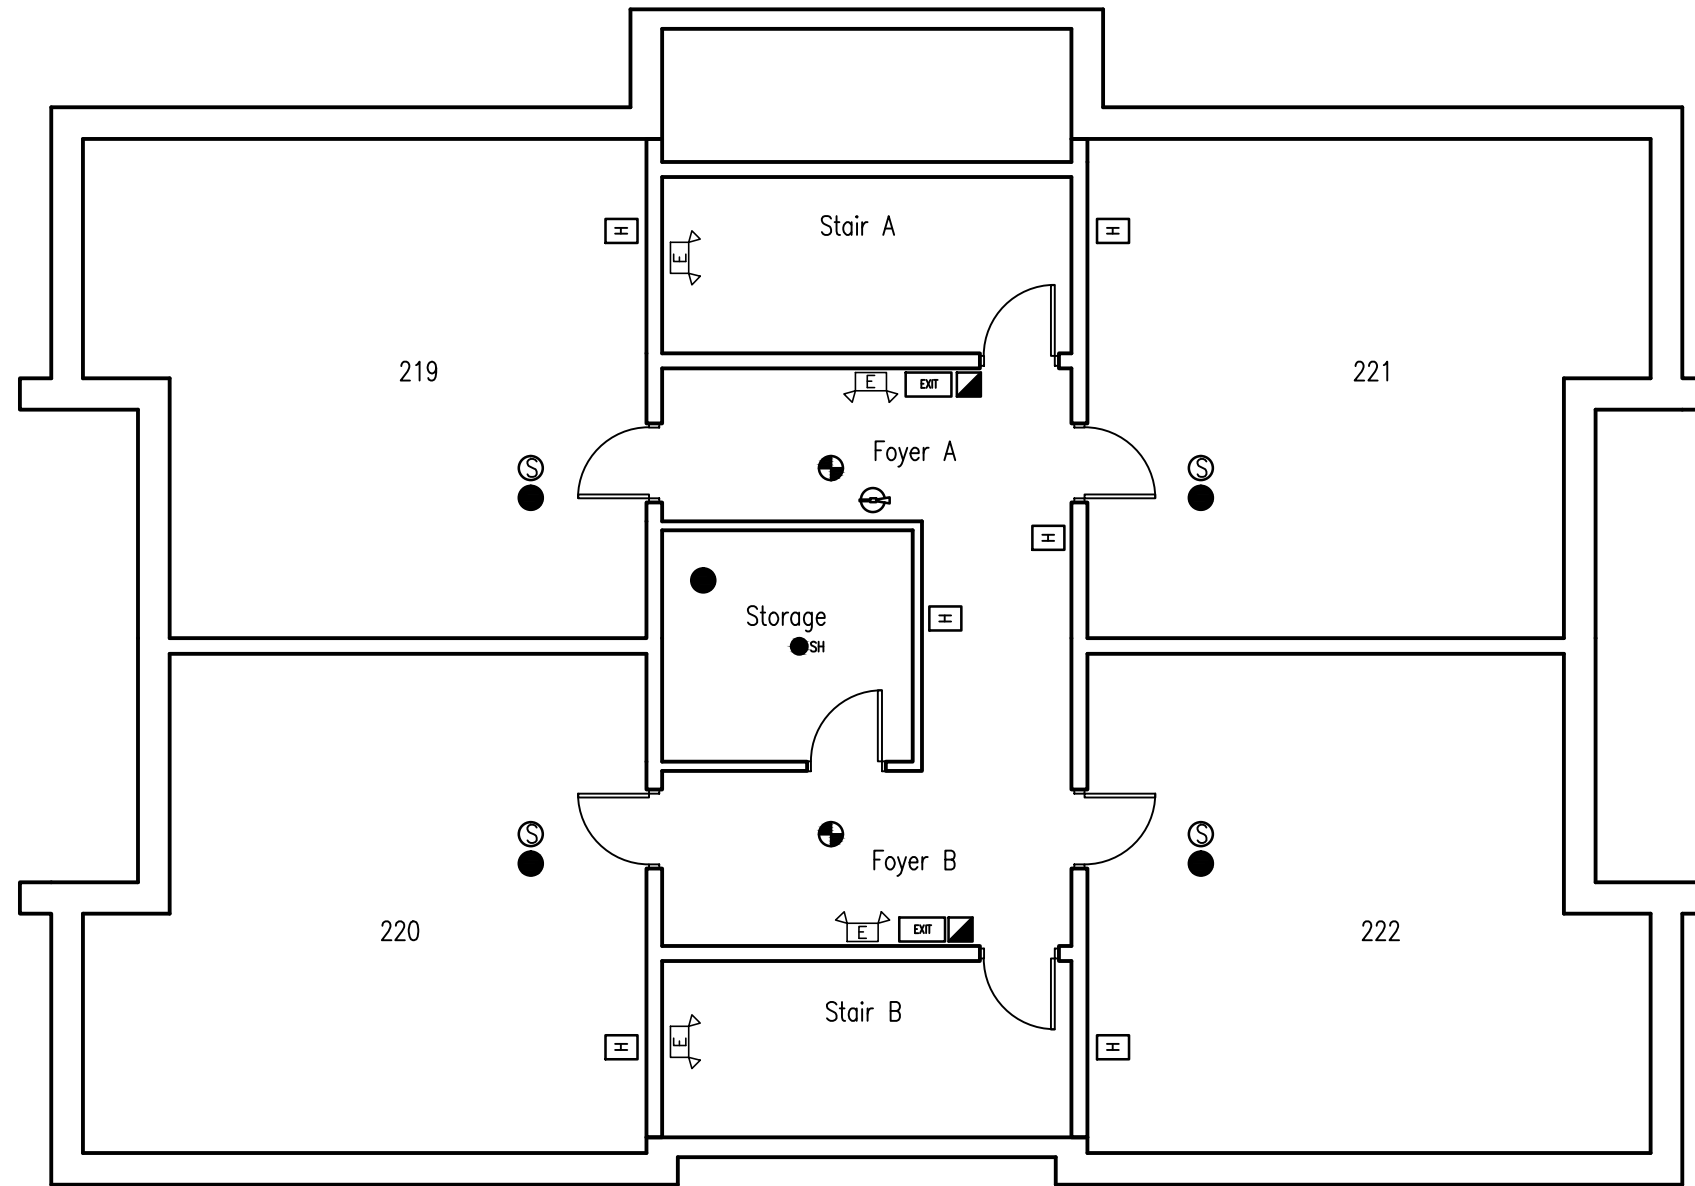 Stair A
H
H
E
219
221
E
EXIT
Foyer A
S
S
H
H
Storage
SH
S
S
Foyer B
E
EXIT
220
222
Stair B
E
H
H